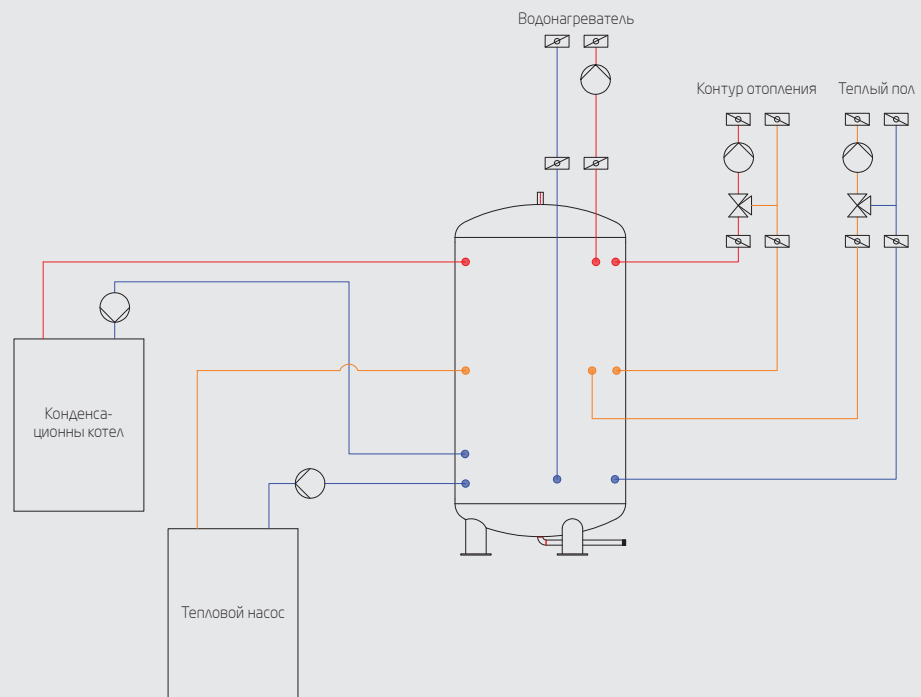 Водонагреватель
Контур отопления
Теплый пол
Конденса-
ционны котел
Тепловой насос